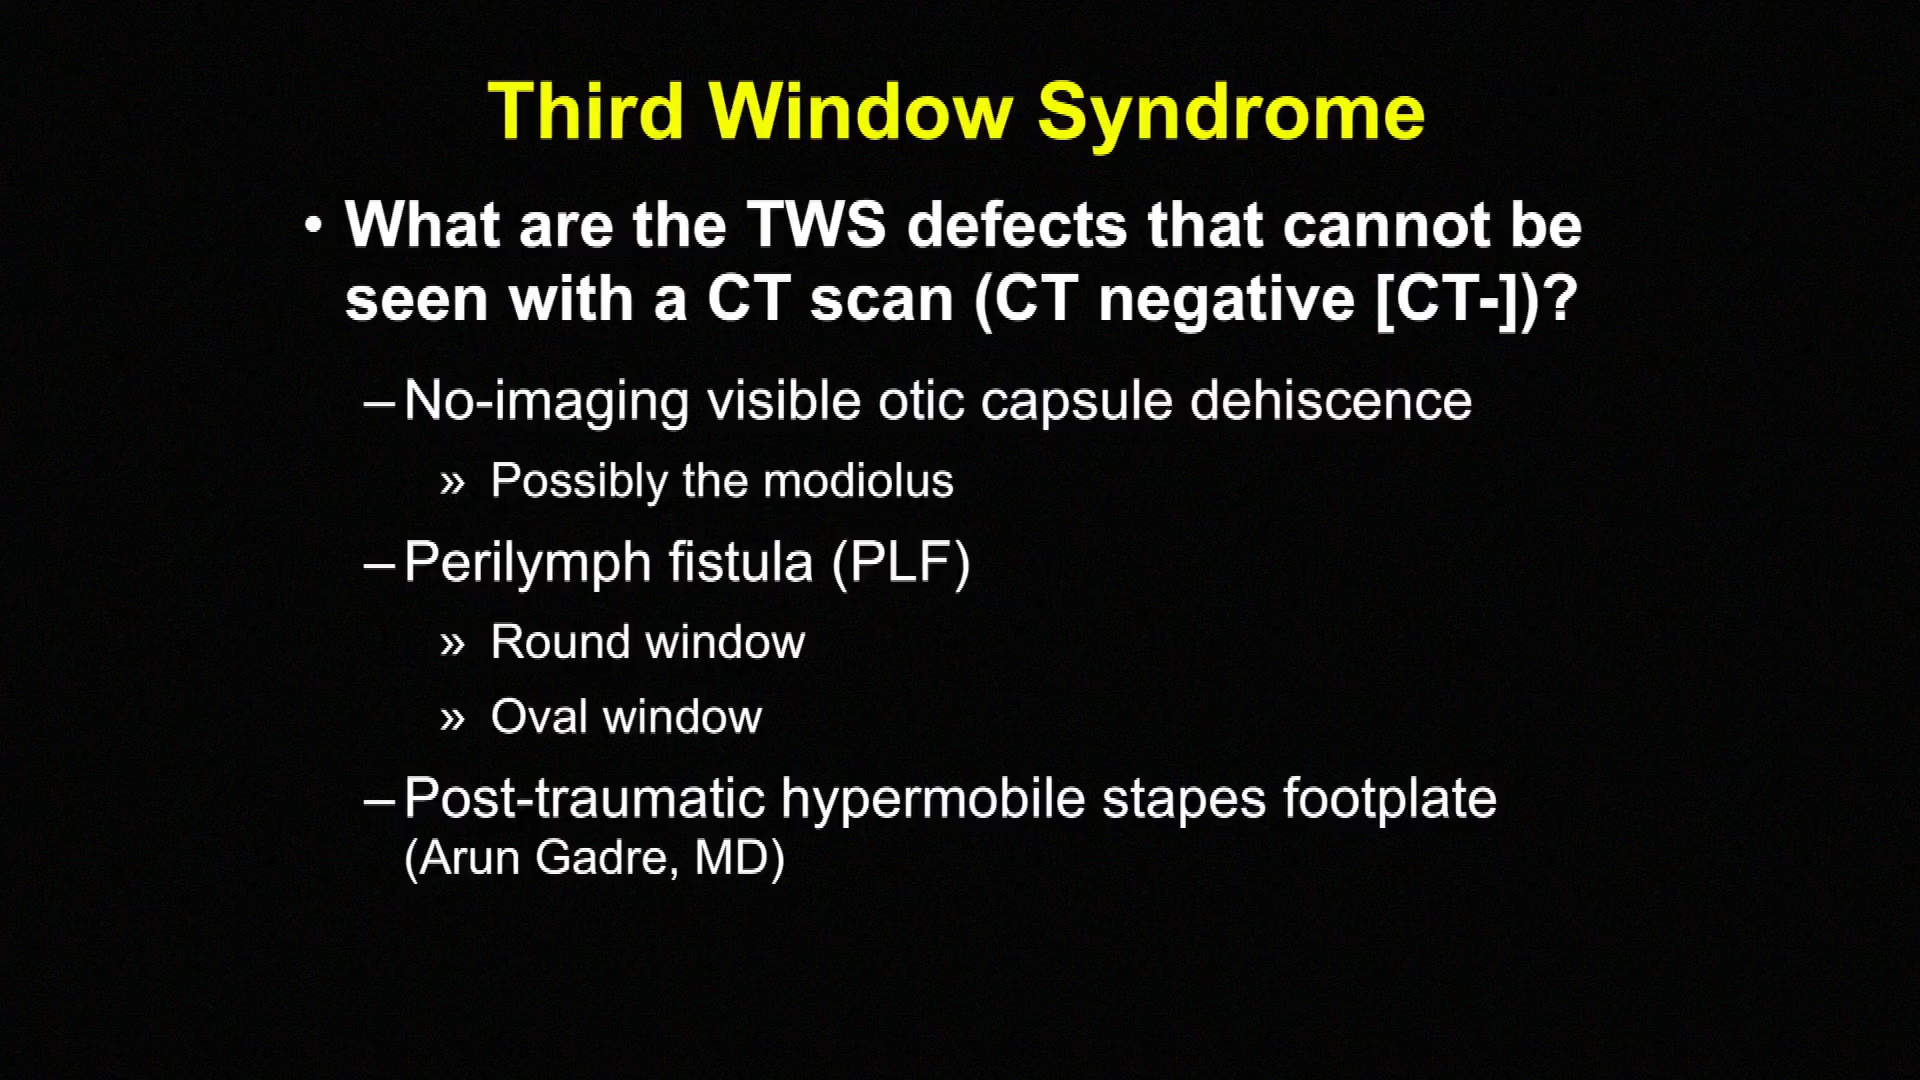 Third Window Syndrome
• What are the TWS defects that cannot be
seen with a CT scan (CT negative [CT-])?
– No-imaging visible otic capsule dehiscence
» Possibly the modiolus
– Perilymph fistula (PLF)
» Round window
» Oval window
– Post-traumatic hypermobile stapes footplate
(Arun Gadre, MD)